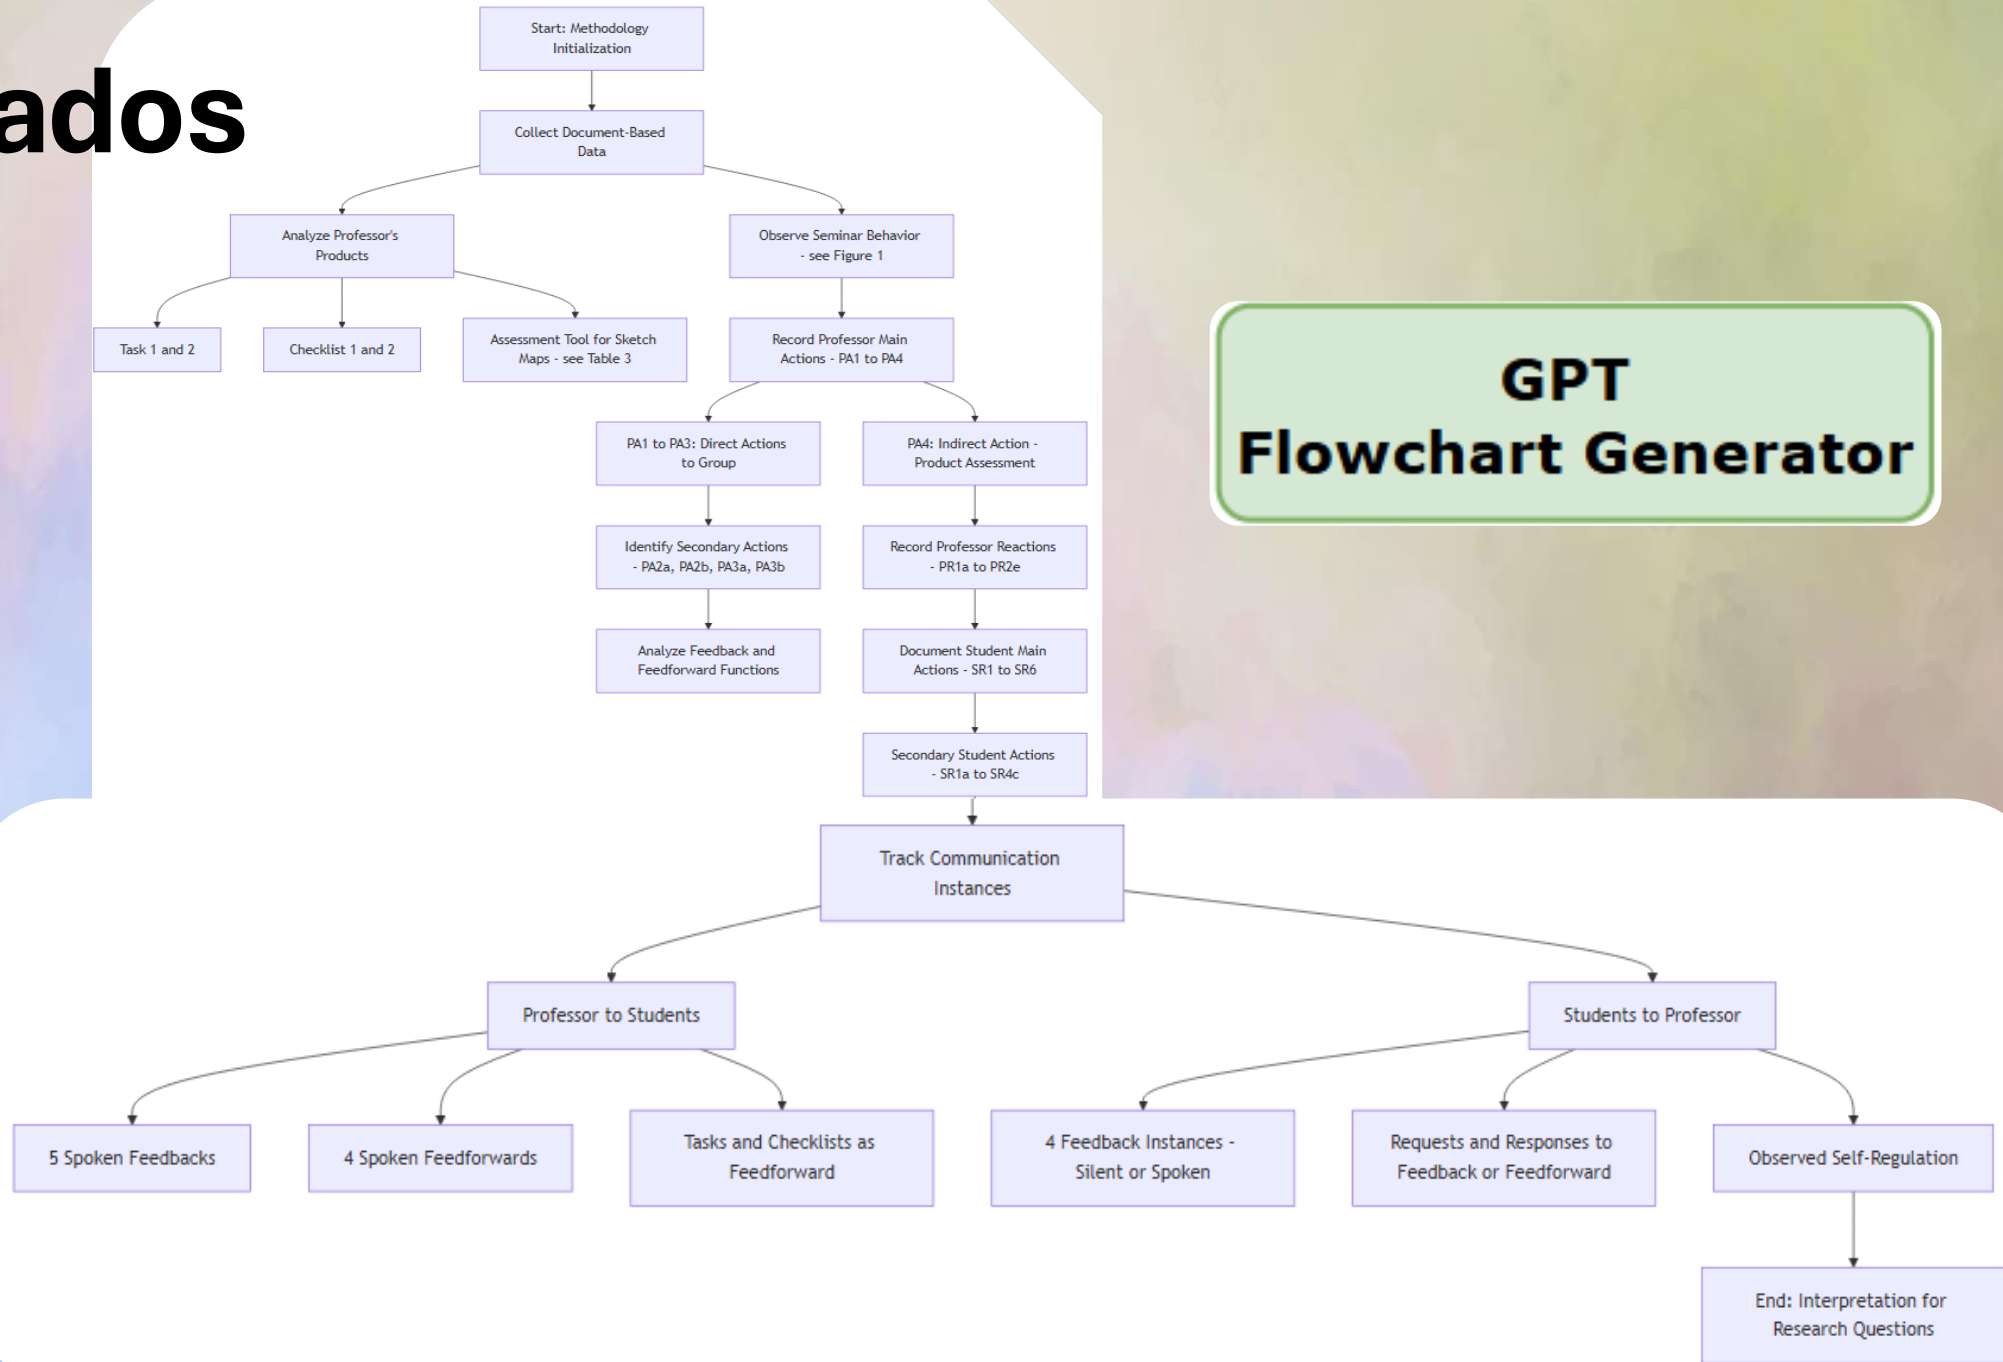 Start: Methodology
Initialization
ados
Collect Document-Based
Data
Analyze Professor's
Products
Observe Seminar Behavior
- see Figure 1
Task 1 and 2
Checklist 1 and 2
Assessment Tool for Sketch
Maps - see Table 3
Record Professor Main
Actions - PA1 to PA4
GPT
Flowchart Generator
PA1 to PA3: Direct Actions
to Group
PA4: Indirect Action -
Product Assessment
Identify Secondary Actions
- PA2a, PA2b, PA3a, PA3b
Record Professor Reactions
- PR1a to PR2e
Analyze Feedback and
Feedforward Functions
Document Student Main
Actions - SR1 to SR6
Secondary Student Actions
- SR1a to SR4c
Track Communication
Instances
Professor to Students
Students to Professor
5 Spoken Feedbacks
4 Spoken Feedforwards
Tasks and Checklists as
Feedforward
4 Feedback Instances -
Silent or Spoken
Requests and Responses to
Feedback or Feedforward
Observed Self-Regulation
End: Interpretation for
Research Questions